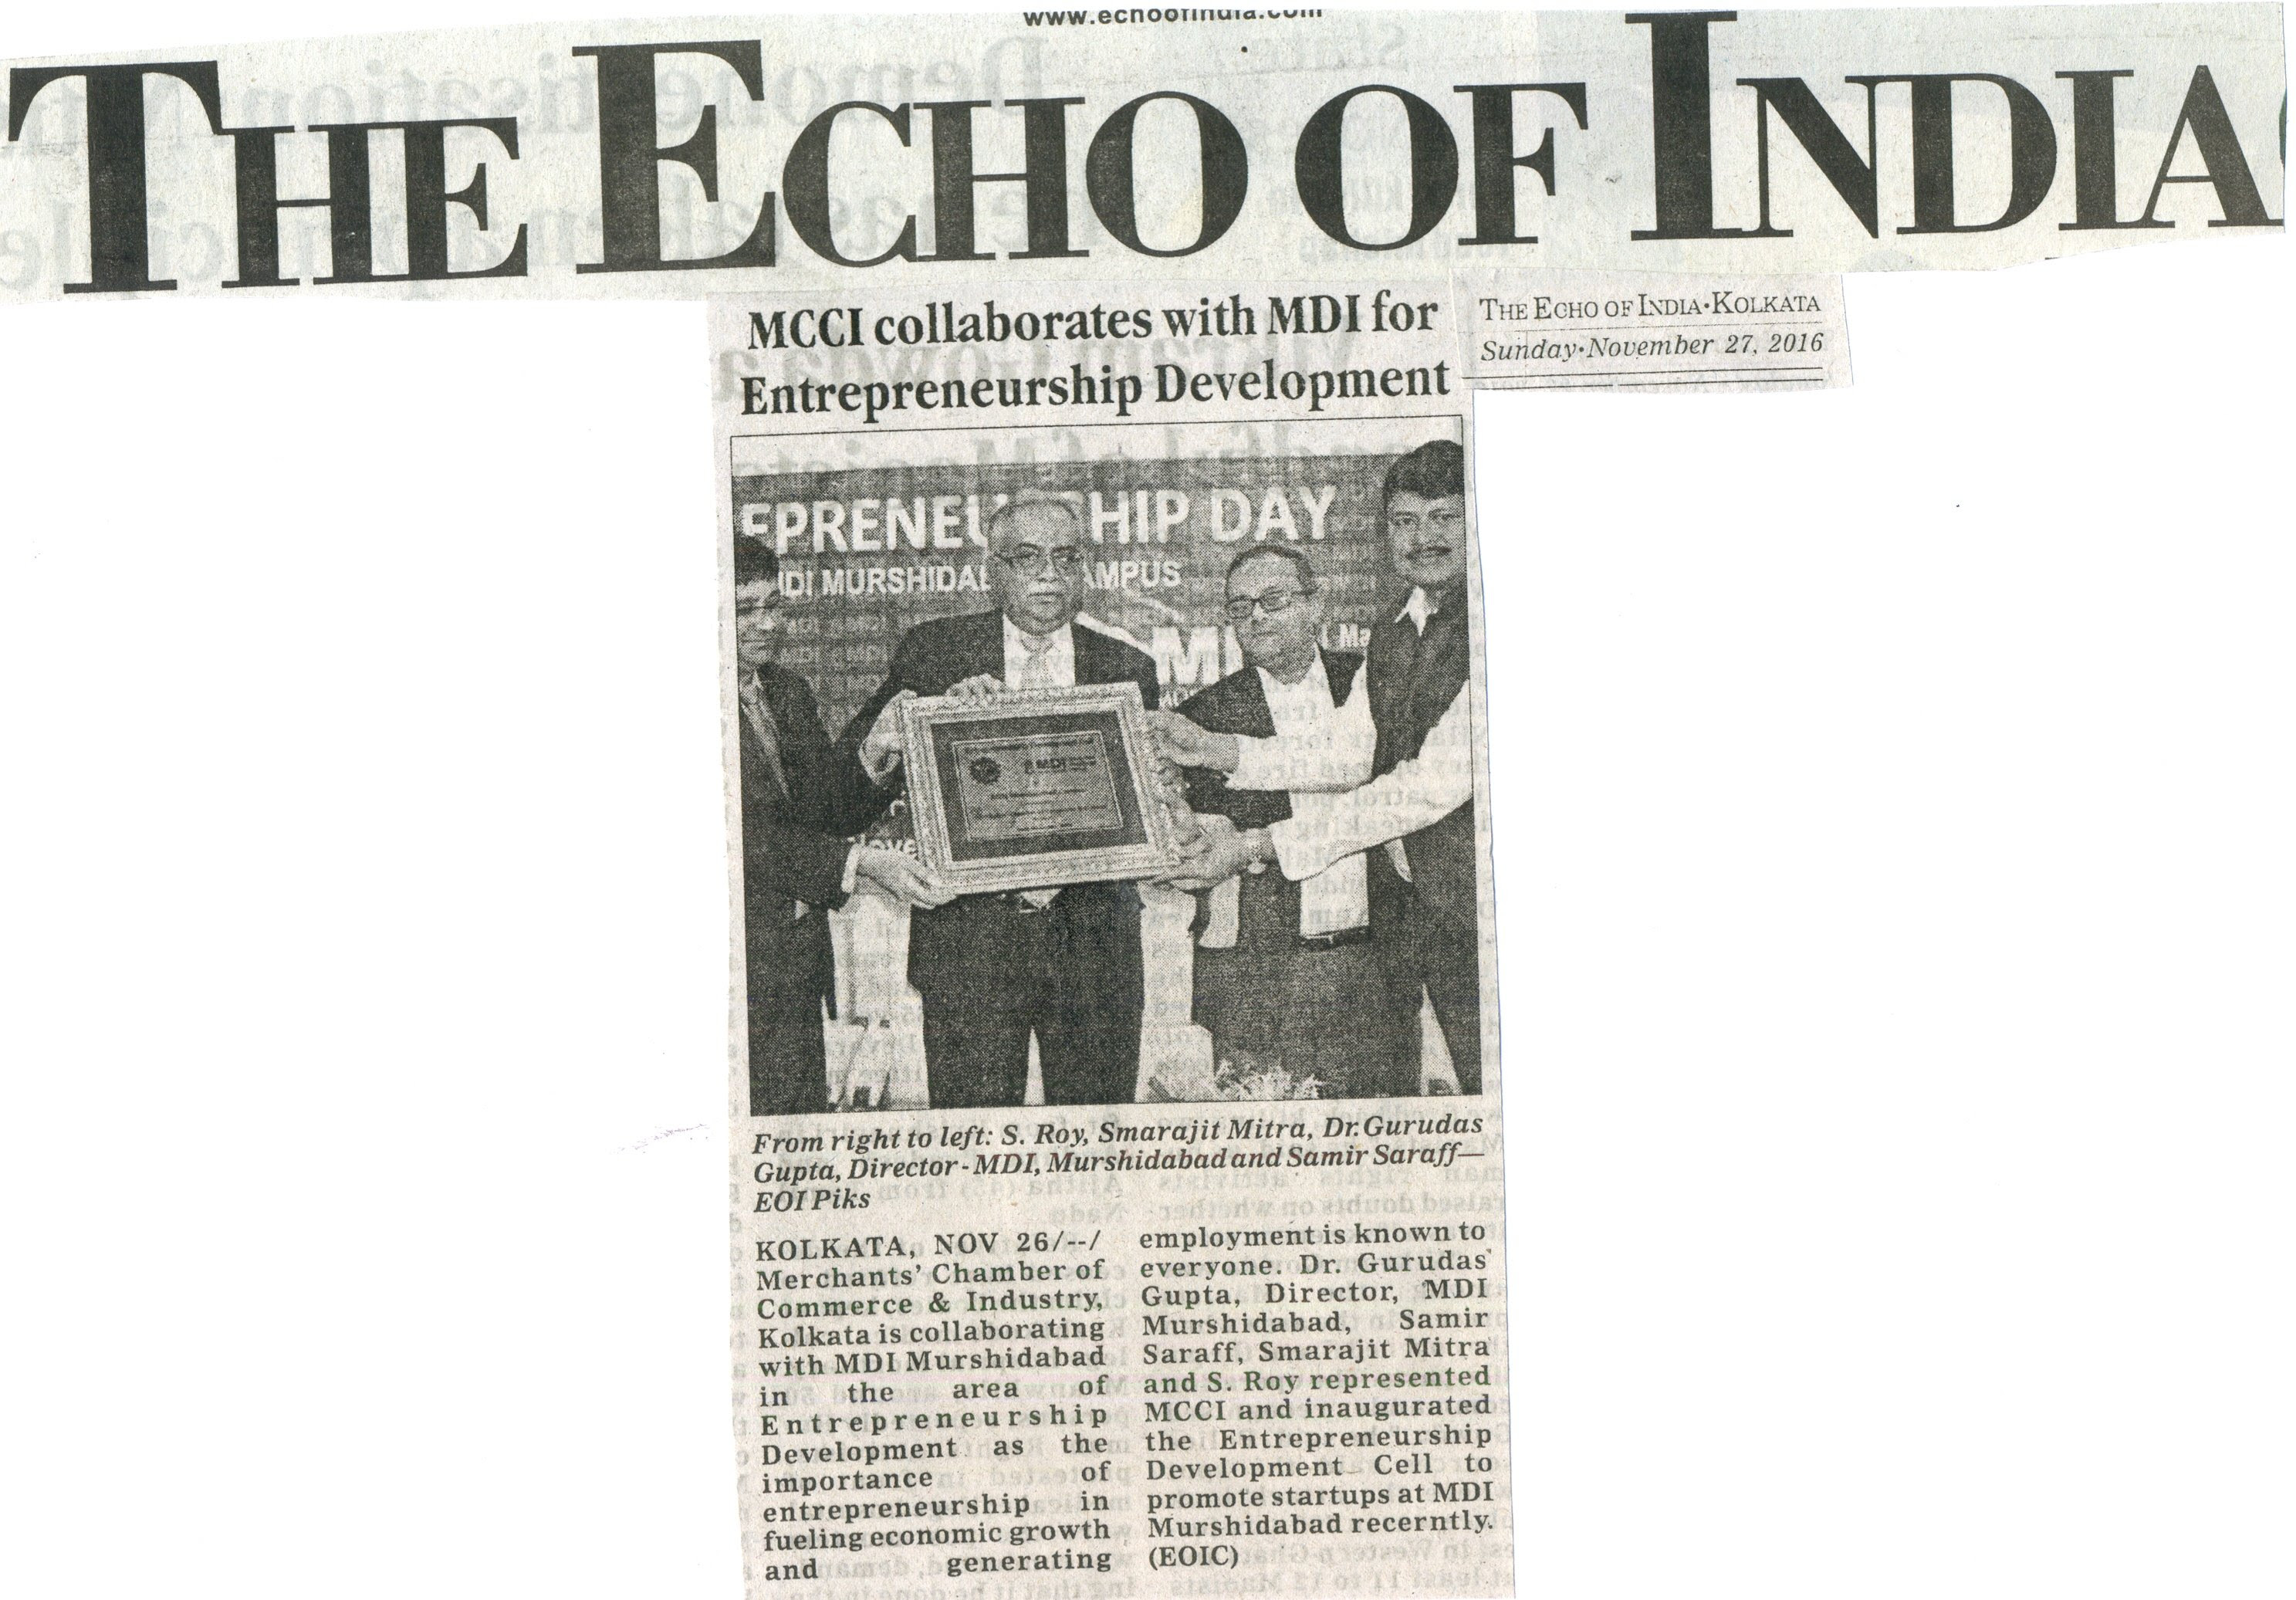 www.echoofindia.com
THE ECHO OF INDIA
MCCI collaborates with MDI for
Entrepreneurship Development
THE ECHO OF INDIA•KOLKATA
Sunday•November 27, 2016
EPRENEU HIP DAY
MDI MURSHIDA AMPUS
MDI
From right to left: S. Roy, Smarajit Mitra, Dr.Gurudas
Gupta, Director - MDI, Murshidabad and Samir Saraff—
EOI Piks
KOLKATA, NOV 26/--/
Merchants' Chamber of
Commerce & Industry,
Kolkata is collaborating
with MDI Murshidabad
in the area of
Entrepreneurship
Development as the
importance of
entrepreneurship in
fueling economic growth
and generating
employment is known to
everyone. Dr. Gurudas
Gupta, Director, MDI
Murshidabad, Samir
Saraff, Smarajit Mitra
and S. Roy represented
MCCI and inaugurated
the Entrepreneurship
Development Cell to
promote startups at MDI
Murshidabad recerntly.
(EOIC)